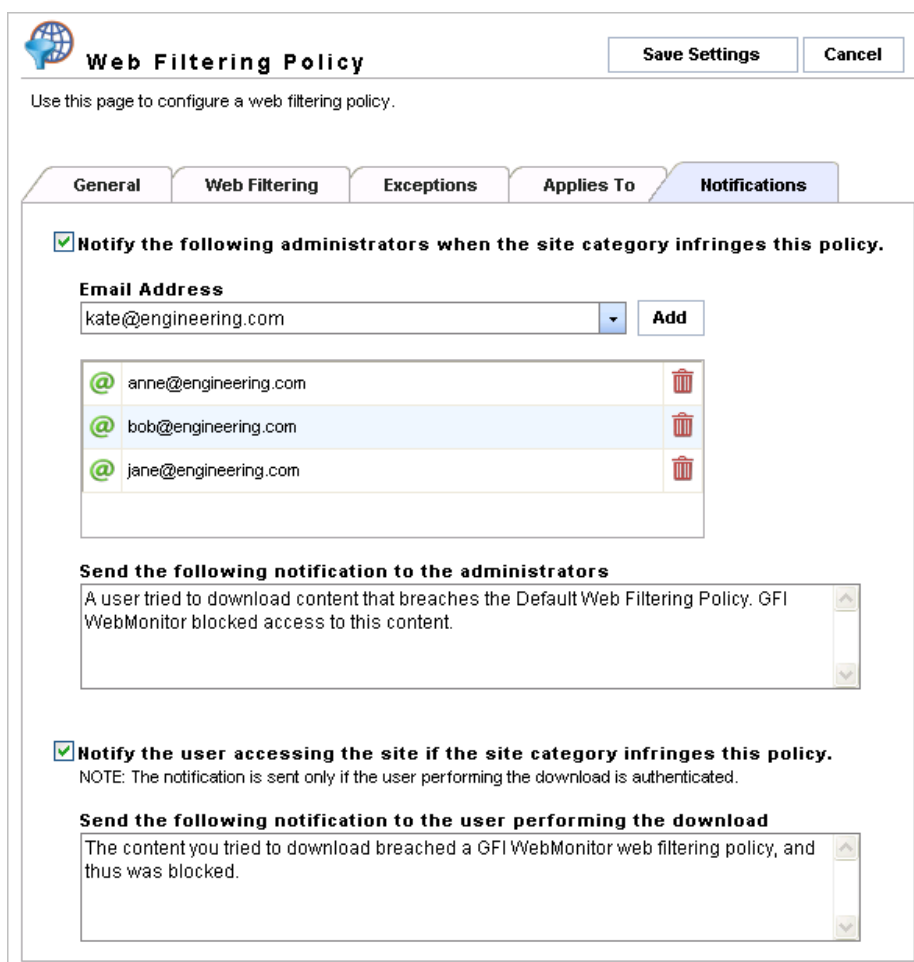 Web Filtering Policy
Save Settings
Cancel
Use this page to configure a web filtering policy.
General
Web Filtering
Exceptions
Applies To
Notifications
Notify the following administrators when the site category infringes this policy.
Email Address
kate@engineering.com
Add
@ anne@engineering.com
@ bob@engineering.com
@ jane@engineering.com
Send the following notification to the administrators
A user tried to download content that breaches the Default Web Filtering Policy. GFI
WebMonitor blocked access to this content.
Notify the user accessing the site if the site category infringes this policy.
NOTE: The notification is sent only if the user performing the download is authenticated.
Send the following notification to the user performing the download
The content you tried to download breached a GFI WebMonitor web filtering policy, and
thus was blocked.